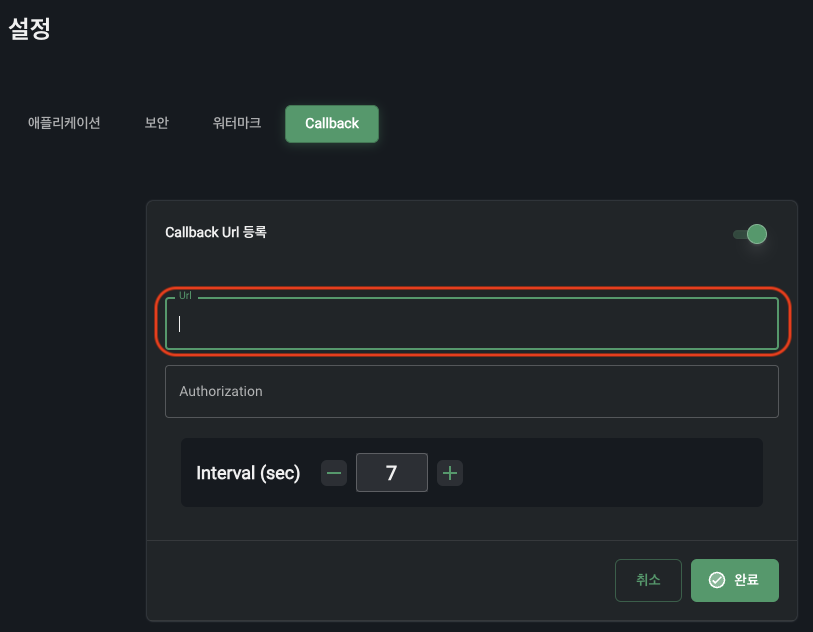 설정
애플리케이션 보안 워터마크 Callback
Callback Url 등록
Url
Authorization
Interval (sec) − 7 +
취소 완료